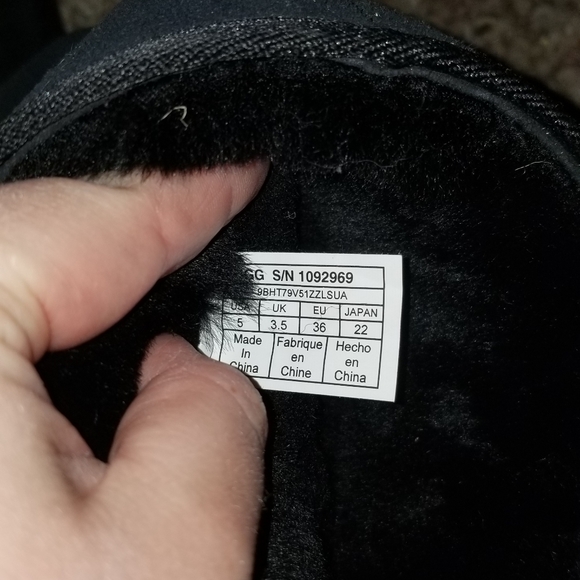 GG S/N 1092969
9BHT79V51ZZLSUA
USA UK EU JAPAN
5 3.5 36 22
Made Fabrique Hecho
In en en
China Chine China